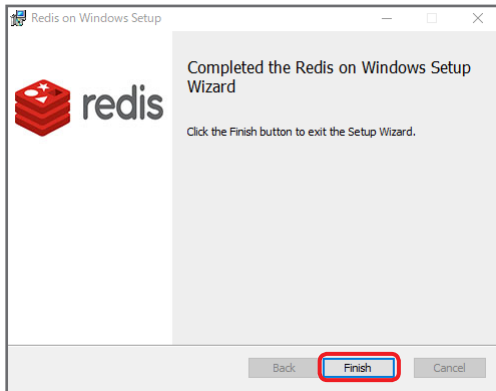 Redis on Windows Setup
Completed the Redis on Windows Setup
Wizard
redis
Click the Finish button to exit the Setup Wizard.
Back
Finish
Cancel